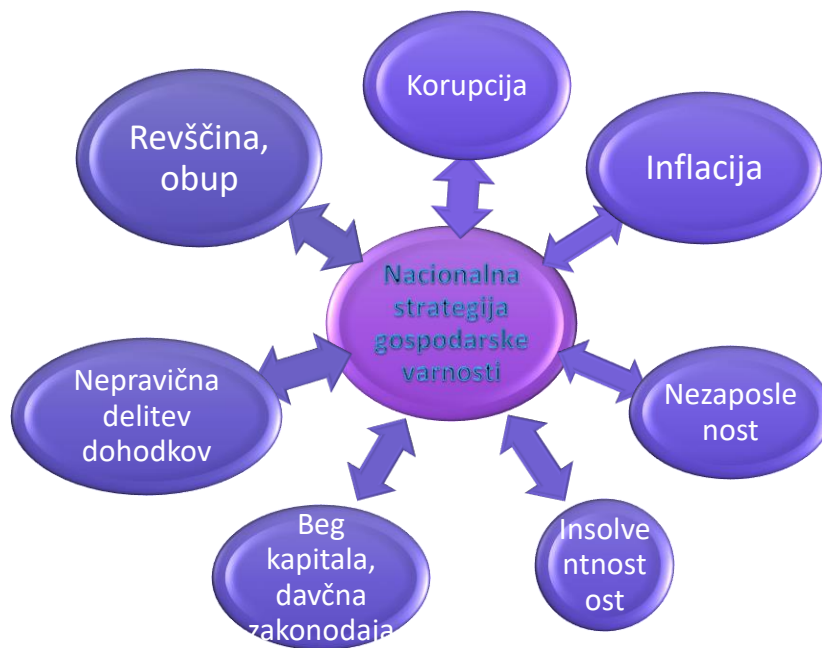 Korupcija
Revščina,
obup
Inflacija
Nacionalna
strategija
gospodarske
varnosti
Nepravična
delitev
dohodkov
Nezaposle
nost
Beg
kapitala,
davčna
zakonodaja
Insolve
ntnost
ost